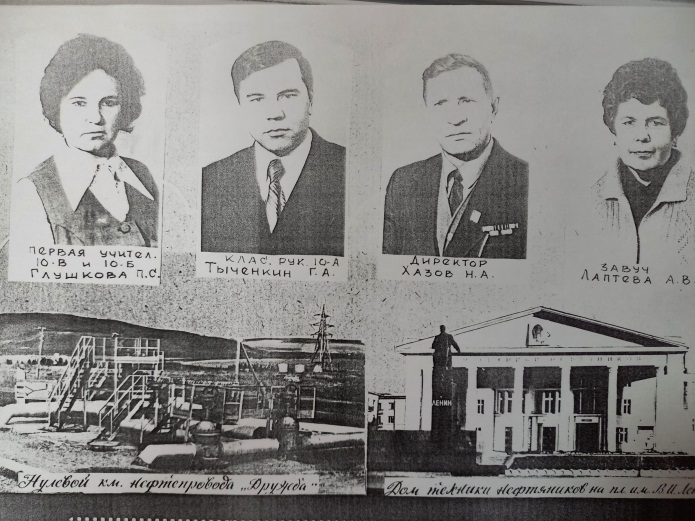 ПЕРВАЯ УЧИТЕЛ.
10-В И 10-Б
ГЛУШКОВА П.С.
КЛАС. РУК. 10-А
ТЫЧЕНКИН Г.А.
ДИРЕКТОР
ХАЗОВ Н.А.
ЗАВУЧ
ЛАПТЕВА А.В.
ЛЕНИН
Нулевой км. нефтепровода „Дружба"
Дом техники нефтяников на пл. им. В.И.